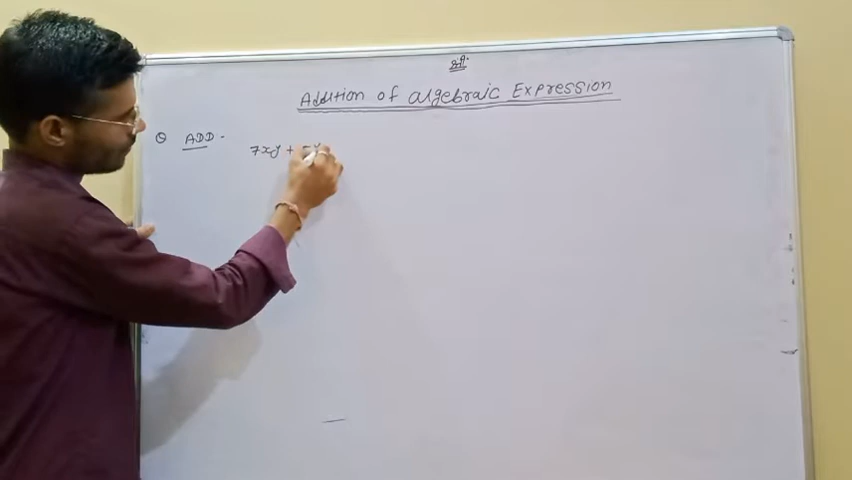 श्री
Addition of algebraic Expression
Q ADD -
7xy +